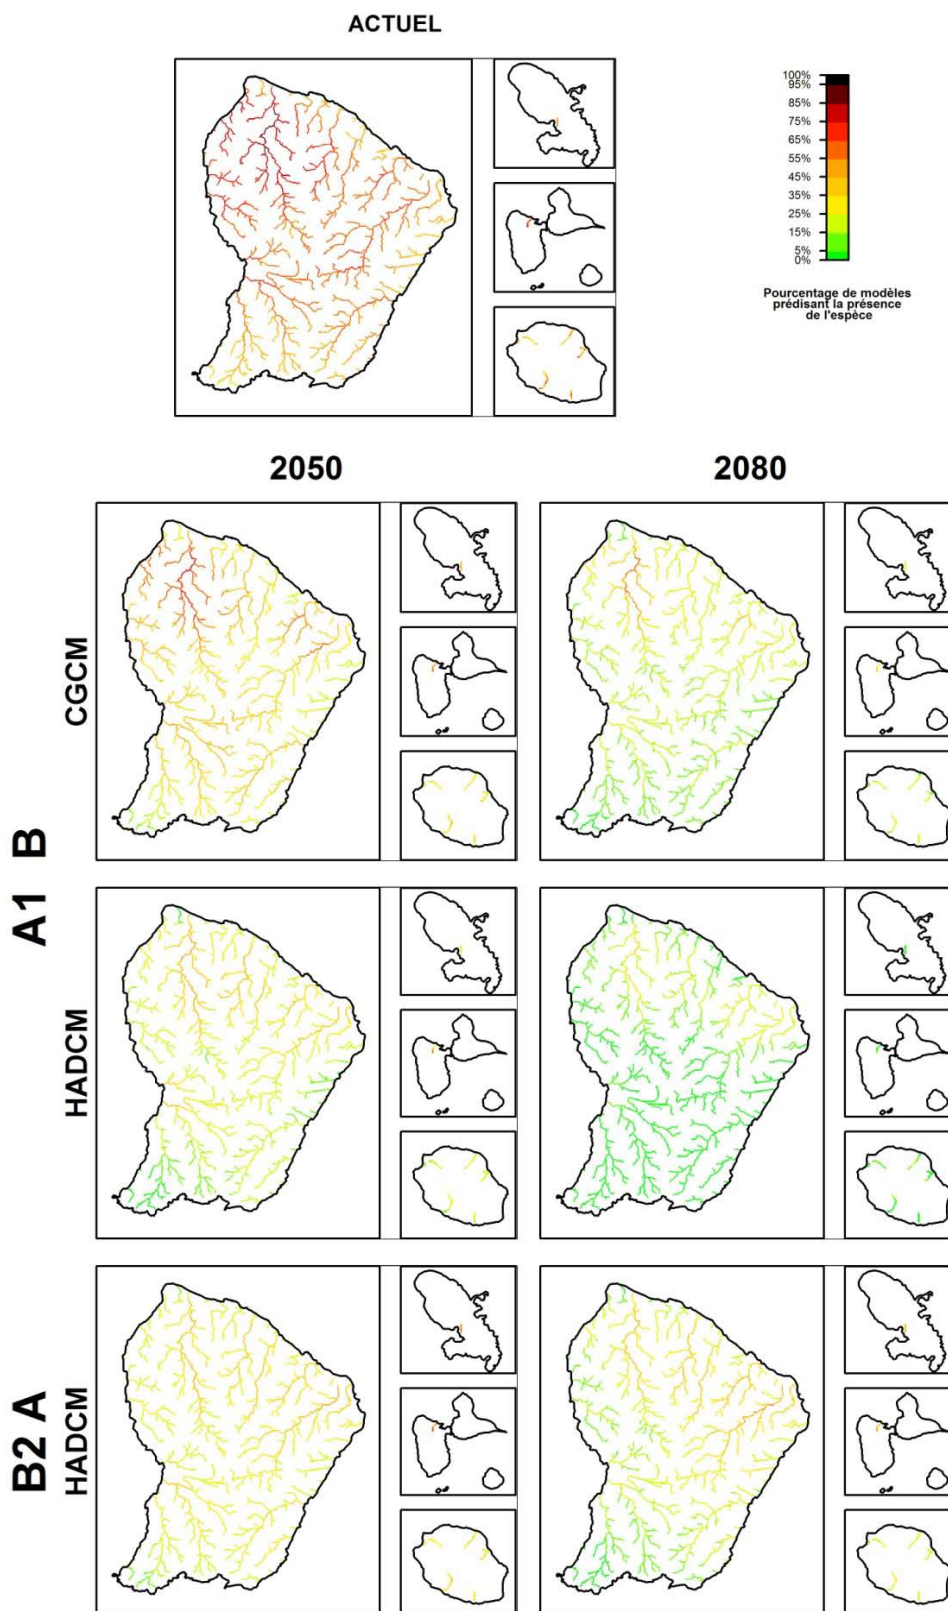 ACTUEL
100%
95%
85%
75%
65%
55%
45%
35%
25%
15%
5%
0%
Pourcentage de modèles
prédisant la présence
de l'espèce
2050
2080
CGCM
B
A1
HADCM
B2 A
HADCM